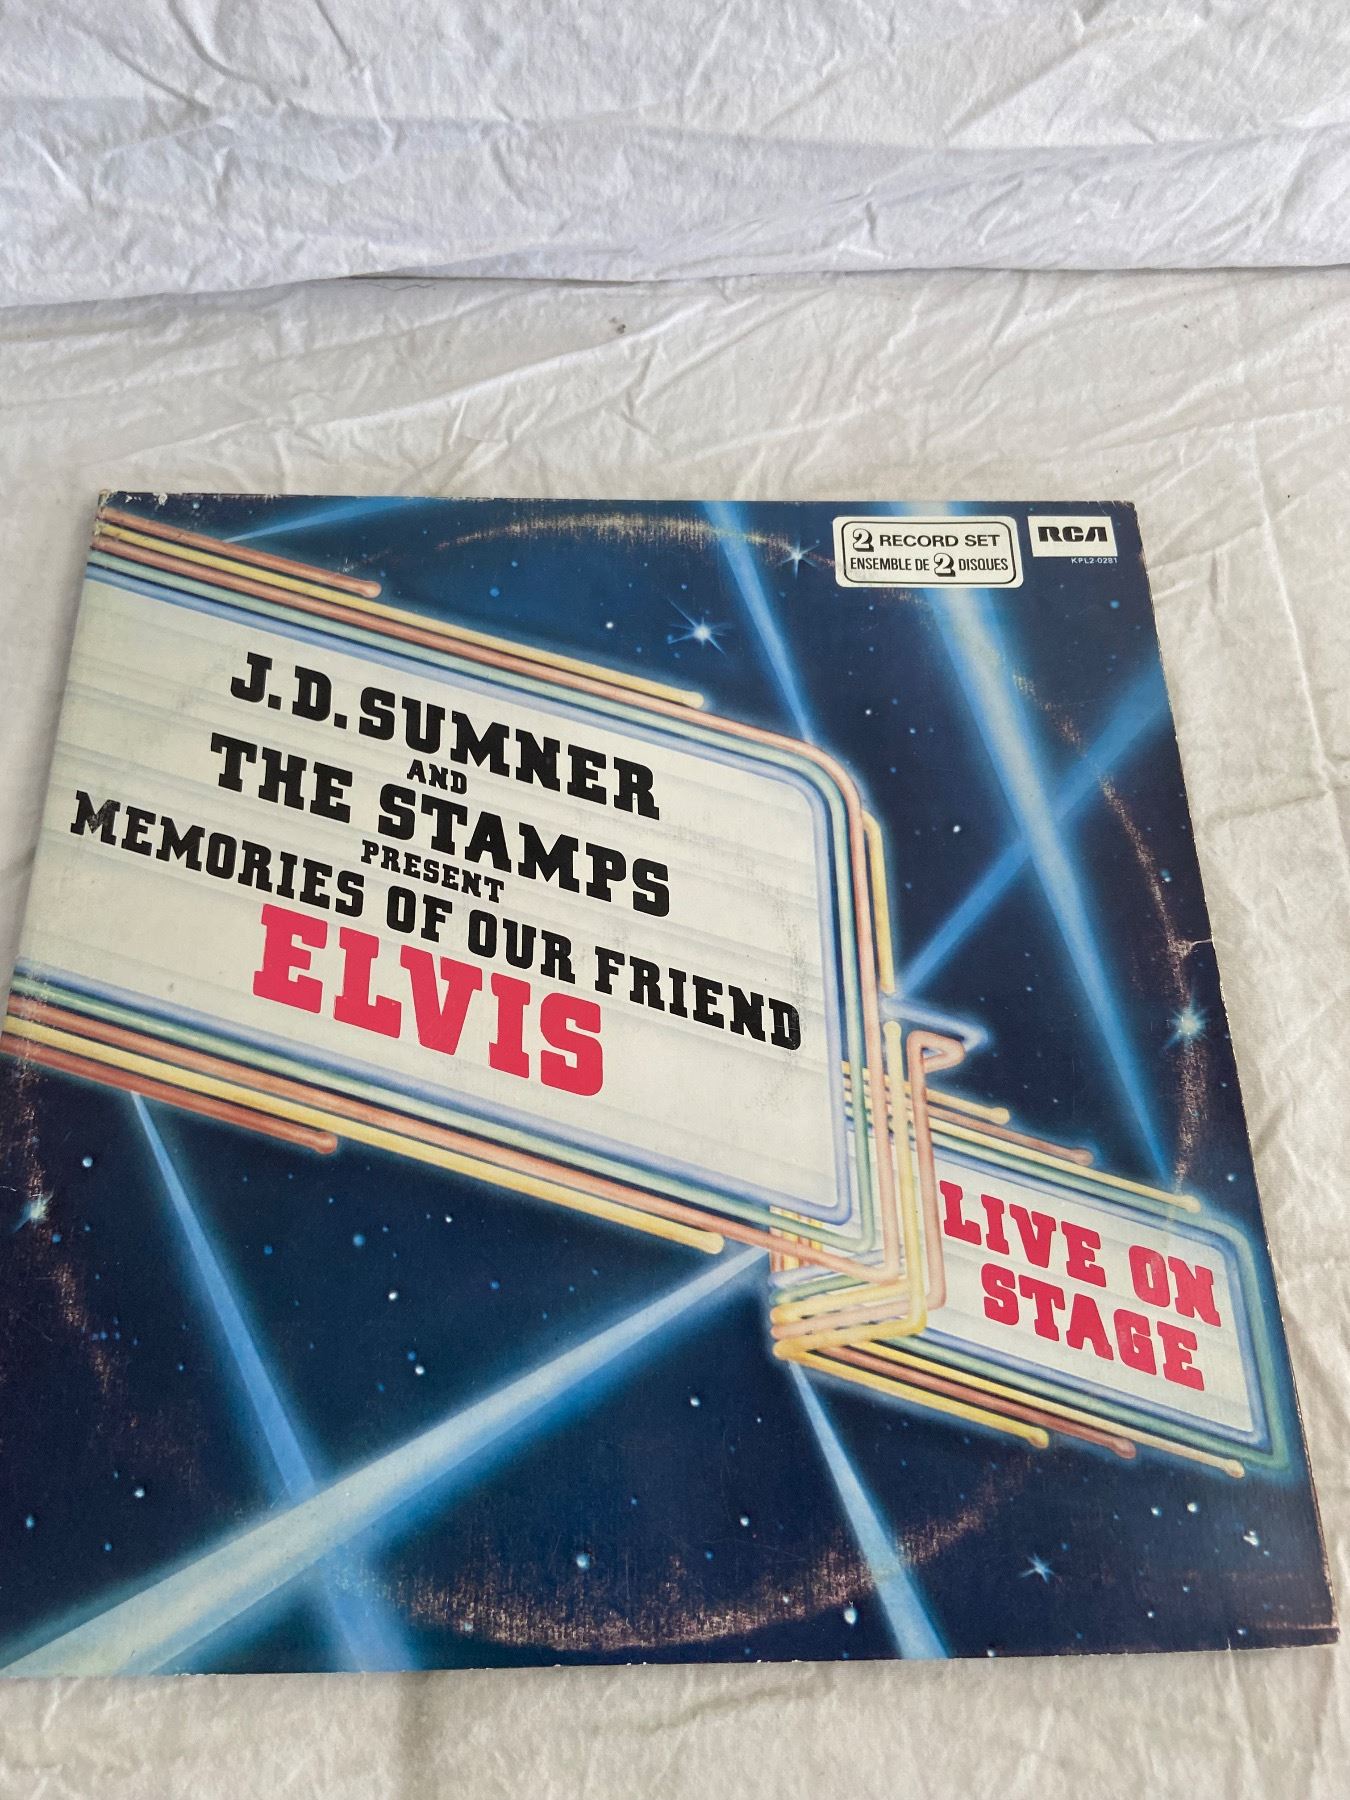 2 RECORD SET
ENSEMBLE DE 2 DISQUES
RCA
KPL2-0281
J.D. SUMNER
AND
THE STAMPS
PRESENT
MEMORIES OF OUR FRIEND
ELVIS
LIVE ON
STAGE